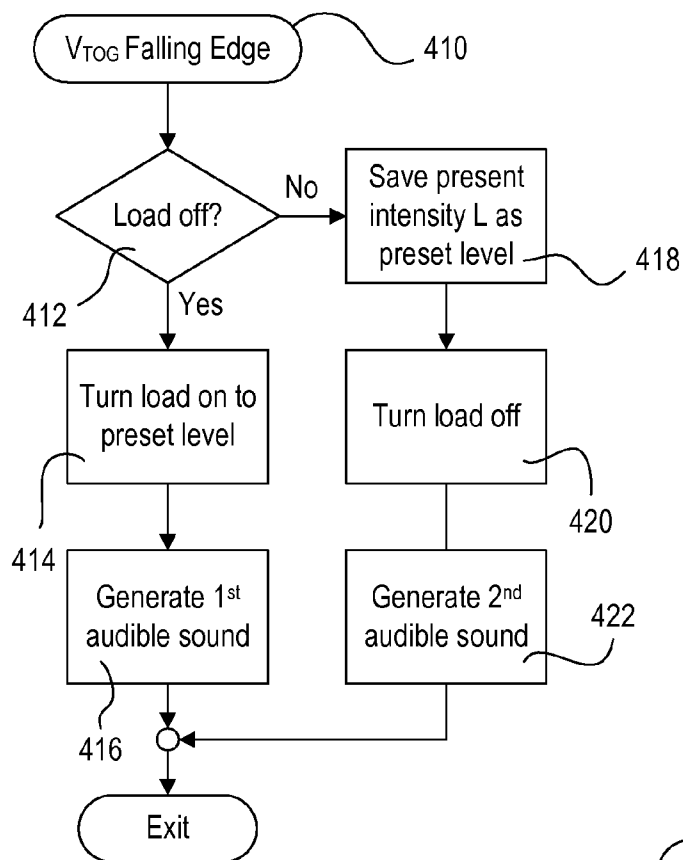 V_TOG Falling Edge
410
Load off?
No
Yes
412
Save present
intensity L as
preset level
418
Turn load on to
preset level
414
Turn load off
420
Generate 1st
audible sound
416
Generate 2nd
audible sound
422
Exit